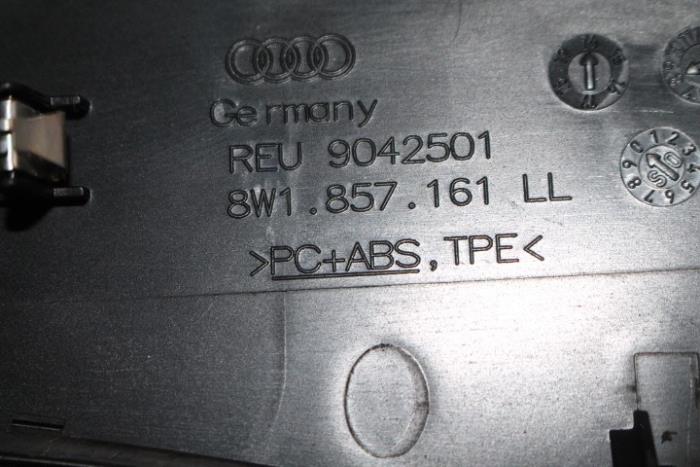 Germany
REU 9042501
8W1.857.161 LL
>PC+ABS,TPE<